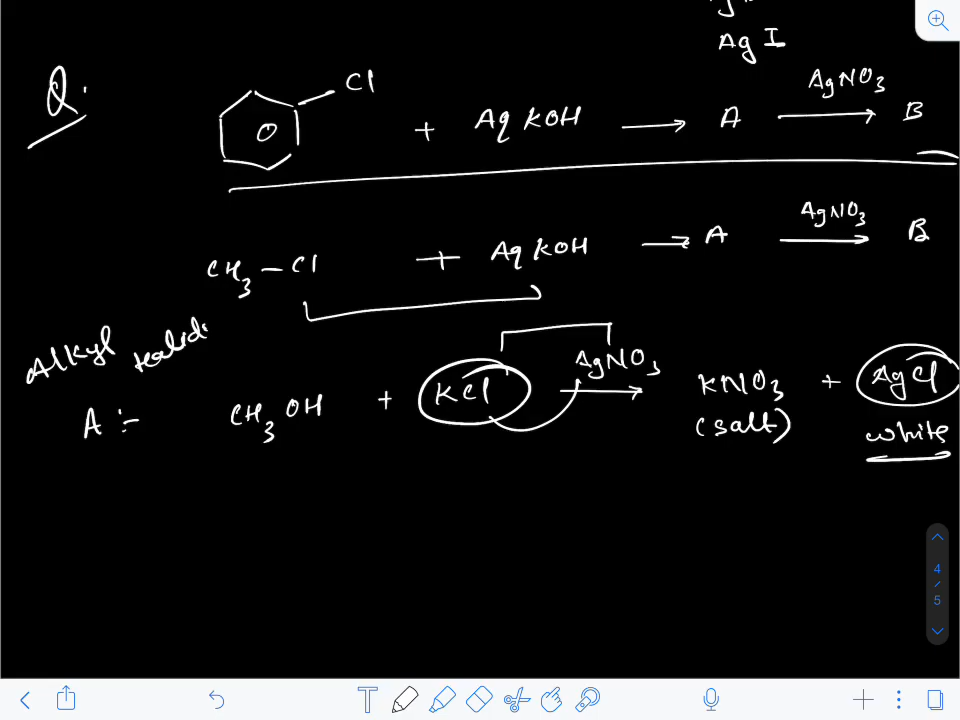 Ag I
Q.
Cl + Aq KOH → A AgNO3 → B
CH3 - Cl + Aq KOH → A AgNO3 → B
Alkyl
A :- CH3OH + KCl AgNO3 → KNO3 + AgCl
(salt) white
4
/
5
T